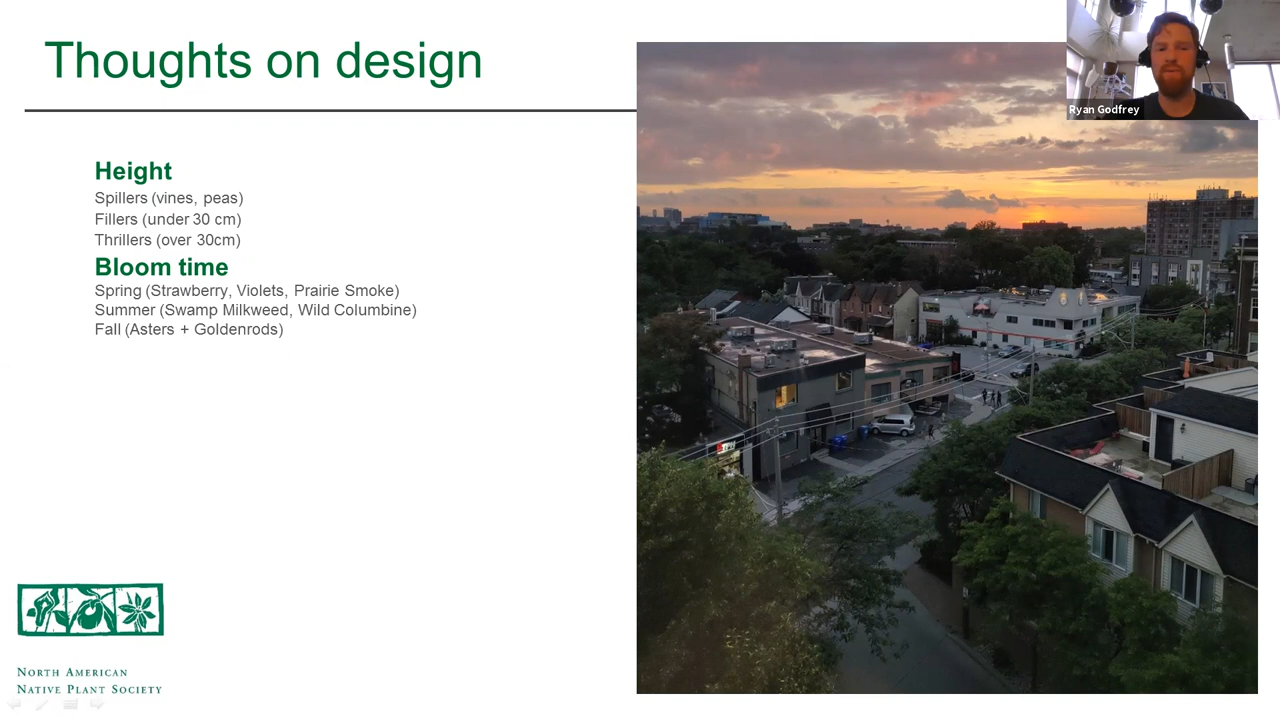 Thoughts on design
Ryan Godfrey
Height
Spillers (vines, peas)
Fillers (under 30 cm)
Thrillers (over 30cm)
Bloom time
Spring (Strawberry, Violets, Prairie Smoke)
Summer (Swamp Milkweed, Wild Columbine)
Fall (Asters + Goldenrods)
North American
Native Plant Society